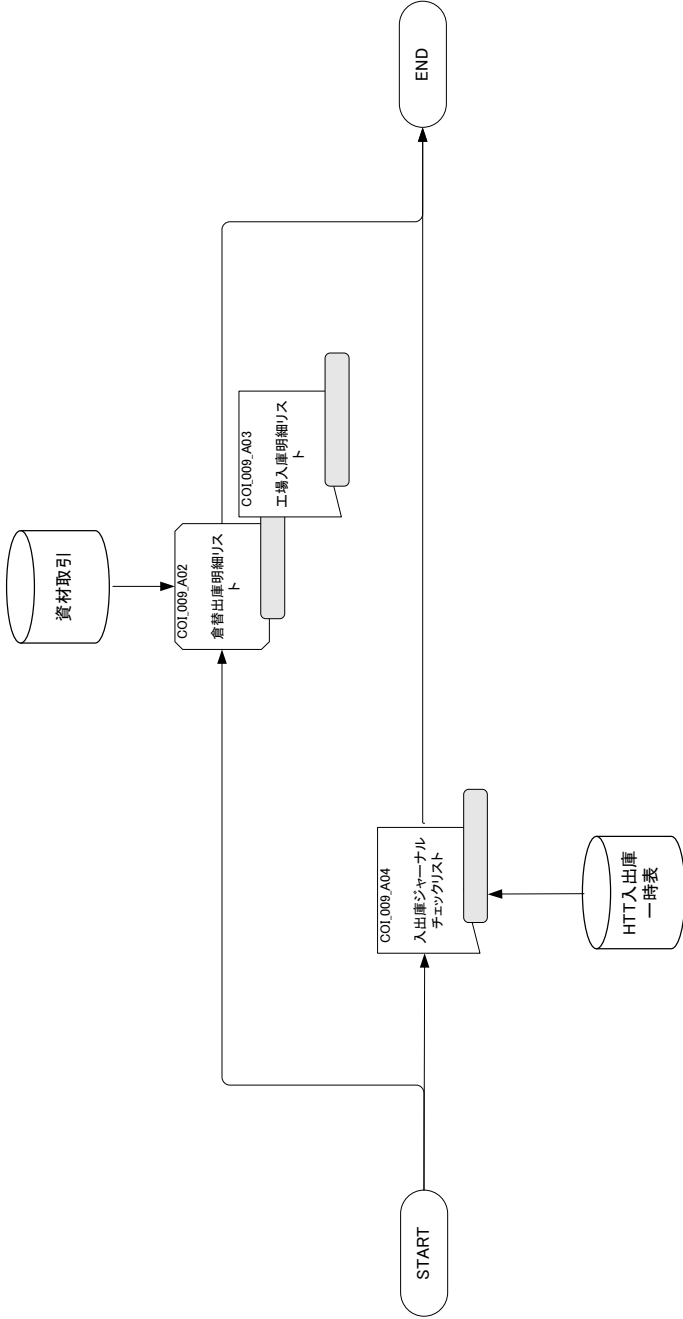 START
資材取引
COI_009_A02
倉替出庫明細リス
ト
COI_009_A03
工場入庫明細リス
ト
COI_009_A04
入出庫ジャーナル
チェックリスト
HTT入出庫
一時表
END